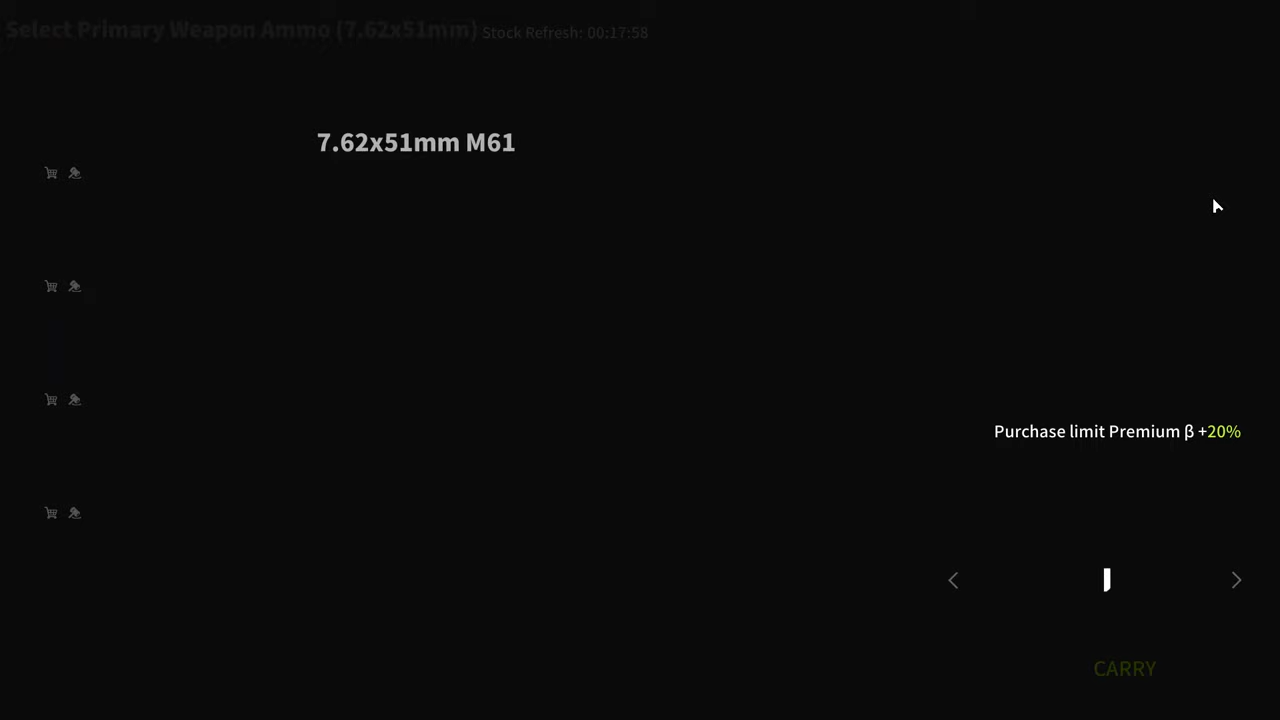 Select Primary Weapon Ammo (7.62x51mm) Stock Refresh: 00:17:58
7.62x51mm M61
Purchase limit Premium β +20%
CARRY